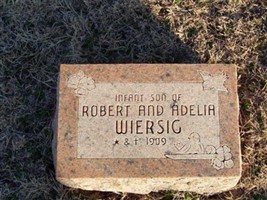 INFANT SON OF
ROBERT AND ADELIA
WIERSIG
* & † 1909